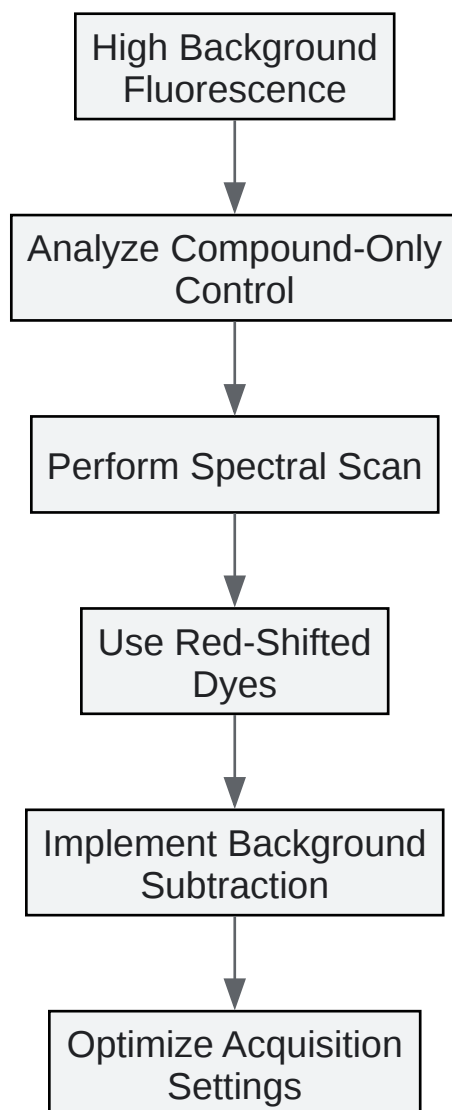 High Background
Fluorescence
Analyze Compound-Only
Control
Perform Spectral Scan
Use Red-Shifted
Dyes
Implement Background
Subtraction
Optimize Acquisition
Settings